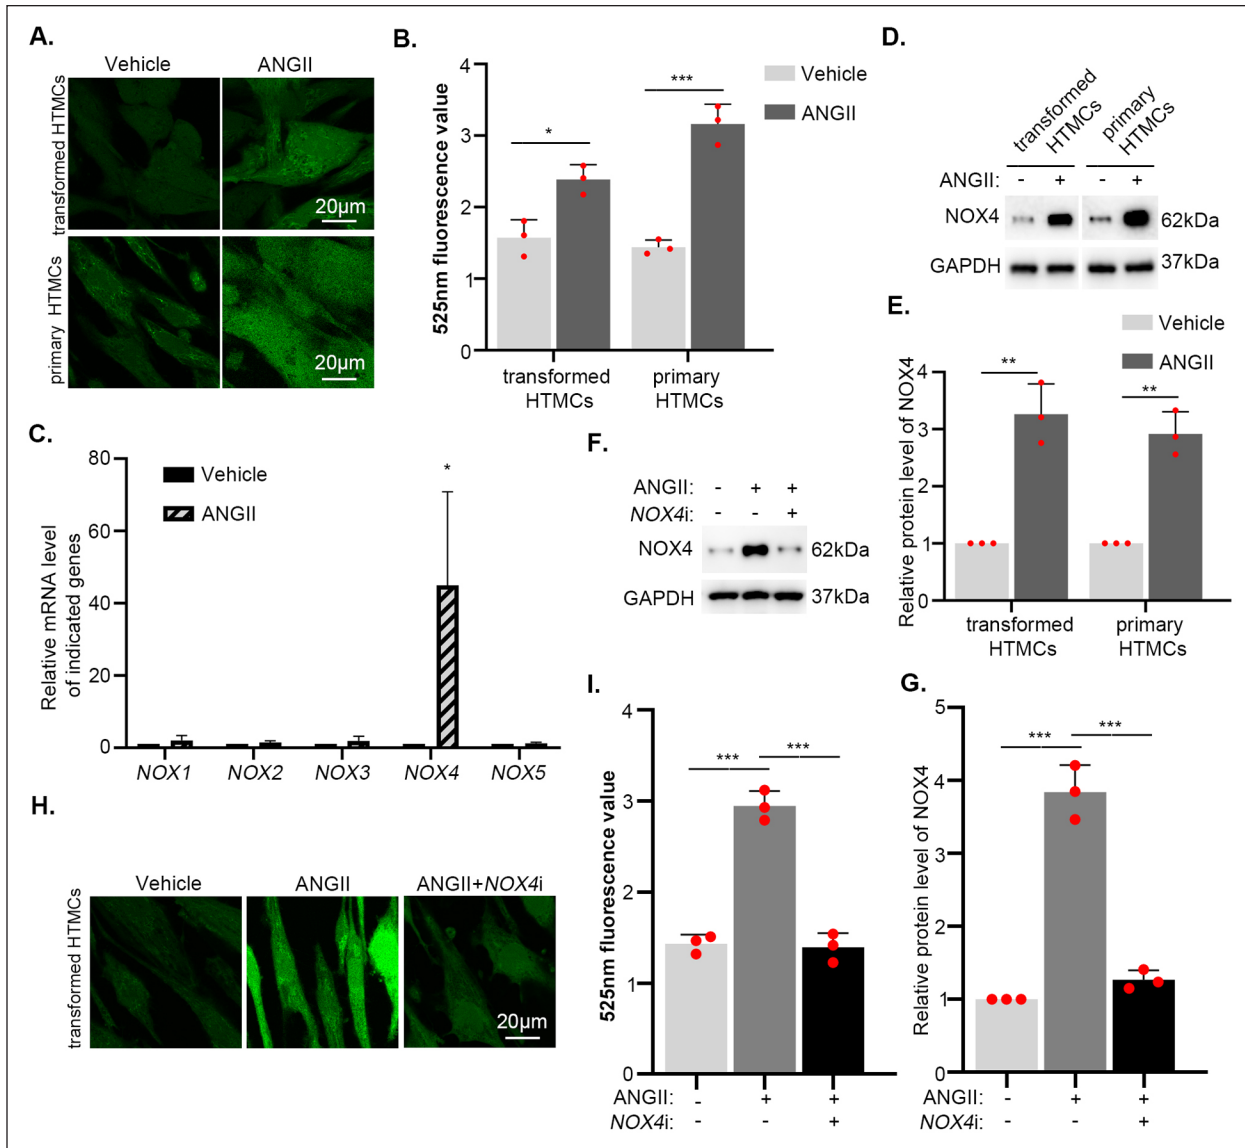 A.
Vehicle
ANGII
transformed HTMCs
20µm
primary HTMCs
20µm
B.
525nm fluorescence value
4
3
2
1
0
*
***
Vehicle
ANGII
transformed
HTMCs
primary
HTMCs
D.
transformed
HTMCs
primary
HTMCs
ANGII:
- + - +
NOX4
62kDa
GAPDH
37kDa
E.
Vehicle
ANGII
Relative protein level of NOX4
4
3
2
1
0
**
**
transformed
HTMCs
primary
HTMCs
C.
Relative mRNA level
of indicated genes
80
60
40
20
0
Vehicle
ANGII
*
NOX1 NOX2 NOX3 NOX4 NOX5
F.
ANGII: - + +
NOX4i: - - +
NOX4
62kDa
GAPDH
37kDa
H.
Vehicle
ANGII
ANGII+NOX4i
transformed HTMCs
20µm
I.
525nm fluorescence value
4
3
2
1
0
***
***
ANGII: - + +
NOX4i: - - +
G.
Relative protein level of NOX4
5
4
3
2
1
0
***
***
ANGII: - + +
NOX4i: - - +